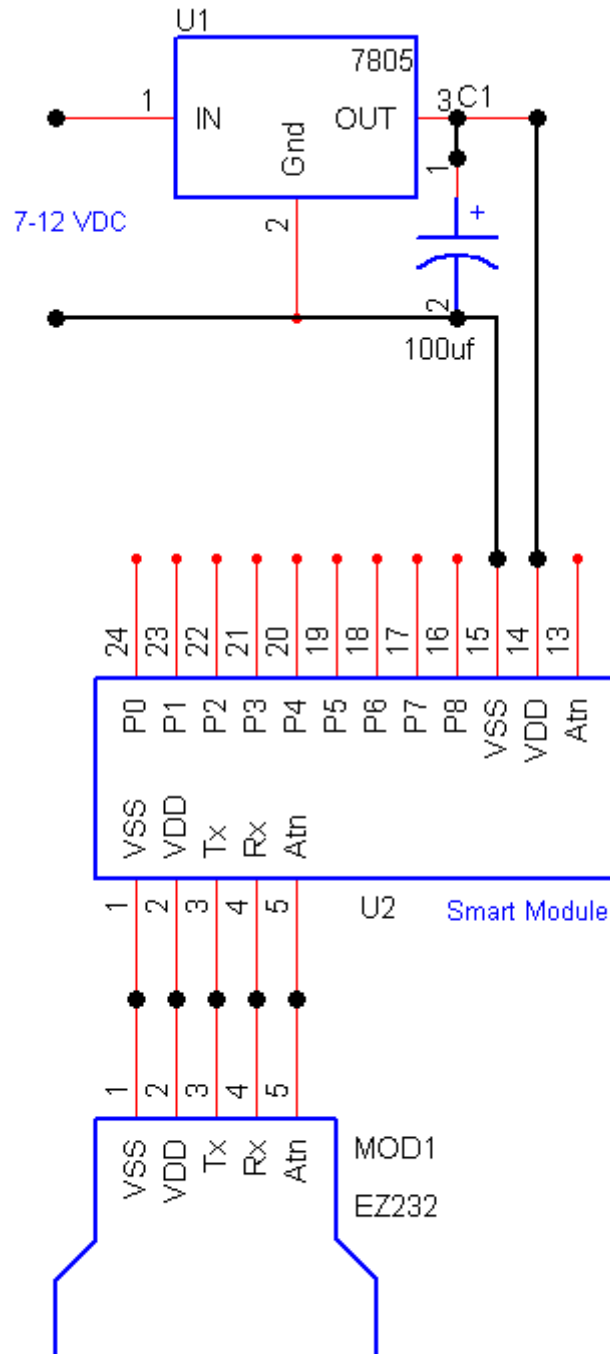 U1
7805
1
IN
OUT
3
C1
Gnd
1
2
+
7-12 VDC
2
100uf
24 23 22 21 20 19 18 17 16 15 14 13
P0 P1 P2 P3 P4 P5 P6 P7 P8 VSS VDD Atn
VSS VDD Tx Rx Atn
1 2 3 4 5
U2
Smart Module
1 2 3 4 5
VSS VDD Tx Rx Atn
MOD1
EZ232